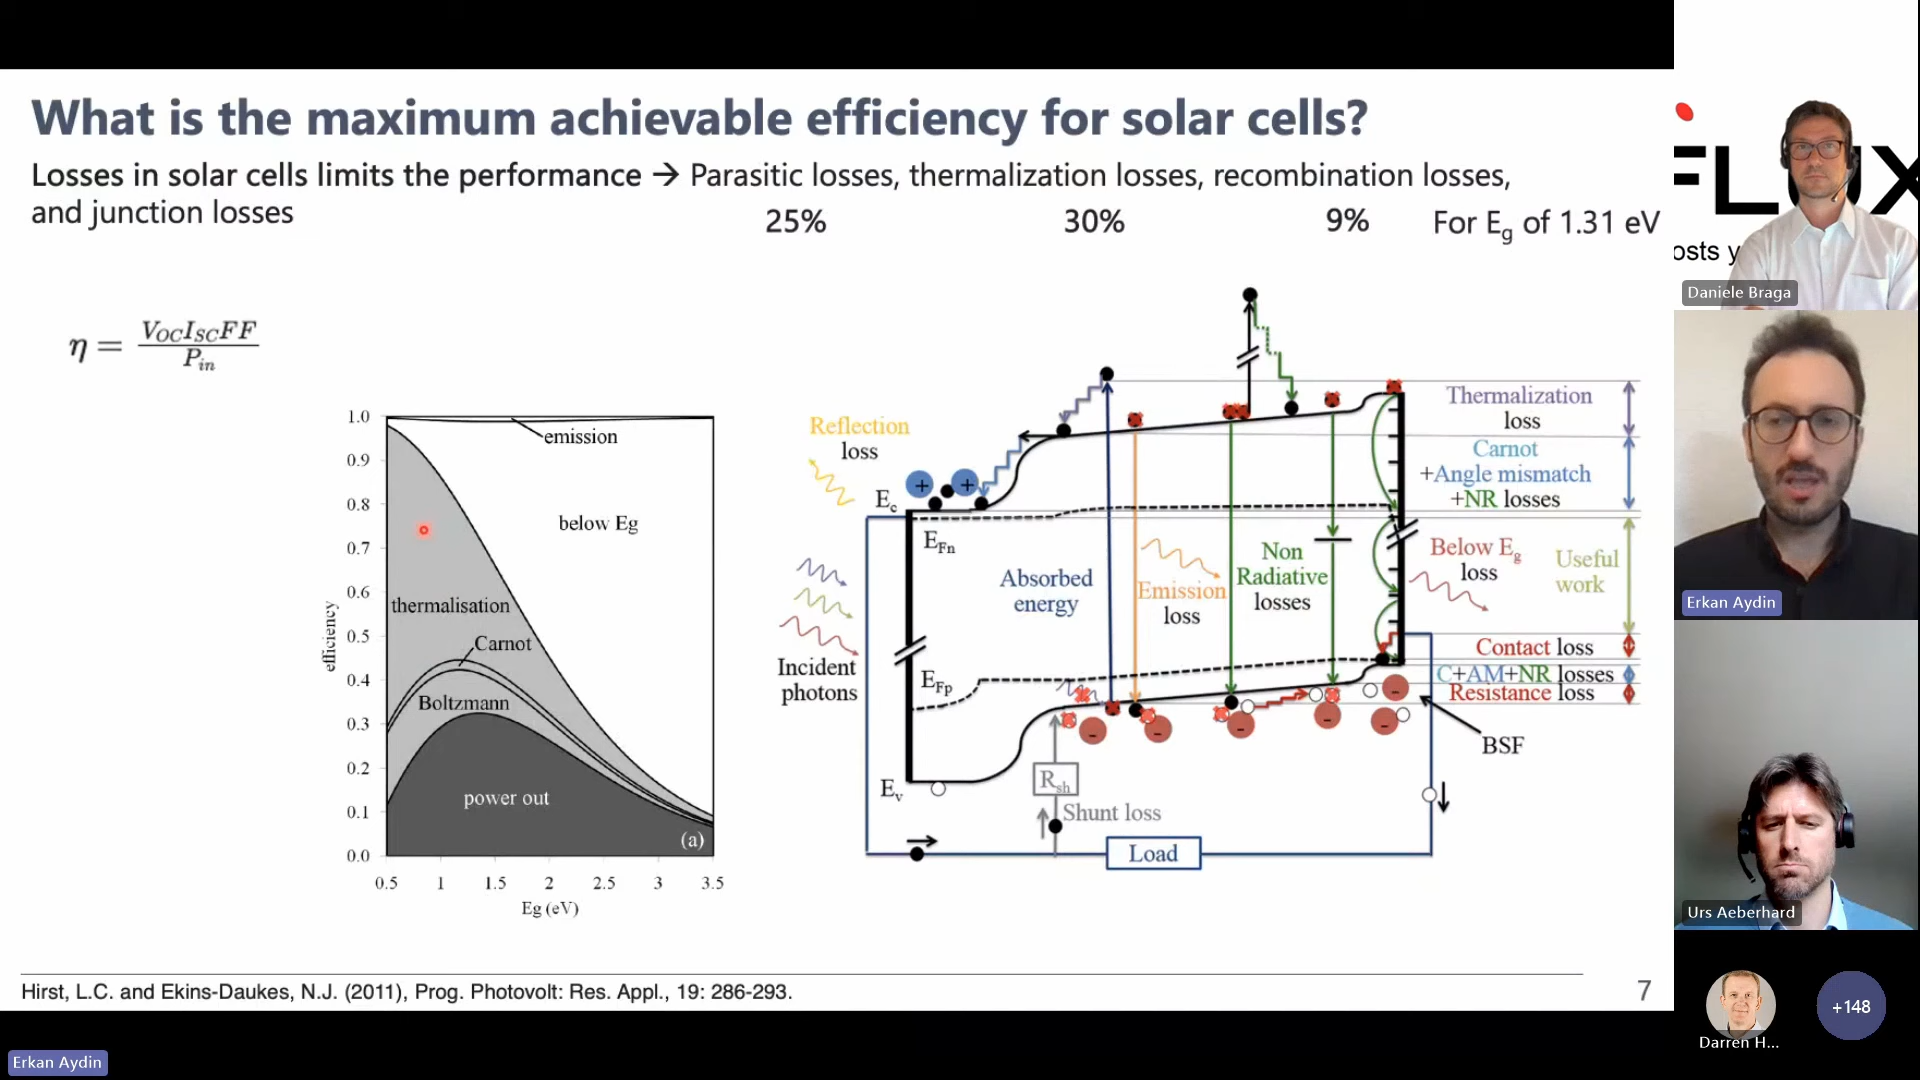 What is the maximum achievable efficiency for solar cells?
Losses in solar cells limits the performance → Parasitic losses, thermalization losses, recombination losses,
and junction losses
25% 30% 9% For Eg of 1.31 eV
η = VOCISCFF / Pin
1.0
0.9
0.8
0.7
0.6
0.5
0.4
0.3
0.2
0.1
0.0
efficiency
emission
below Eg
thermalisation
Carnot
Boltzmann
power out
(a)
0.5 1 1.5 2 2.5 3 3.5
Eg (eV)
Reflection
loss
Ec
EFn
Incident
photons
EFp
Ev
Absorbed
energy
Emission
loss
Non
Radiative
losses
Rsh
Shunt loss
Load
Thermalization
loss
Carnot
+Angle mismatch
+NR losses
Below Eg
loss
Useful
work
Contact loss
C+AM+NR losses
Resistance loss
BSF
Hirst, L.C. and Ekins-Daukes, N.J. (2011), Prog. Photovolt: Res. Appl., 19: 286-293.
7
Erkan Aydin
FLUX
osts y
Daniele Braga
Erkan Aydin
Urs Aeberhard
Darren H...
+148